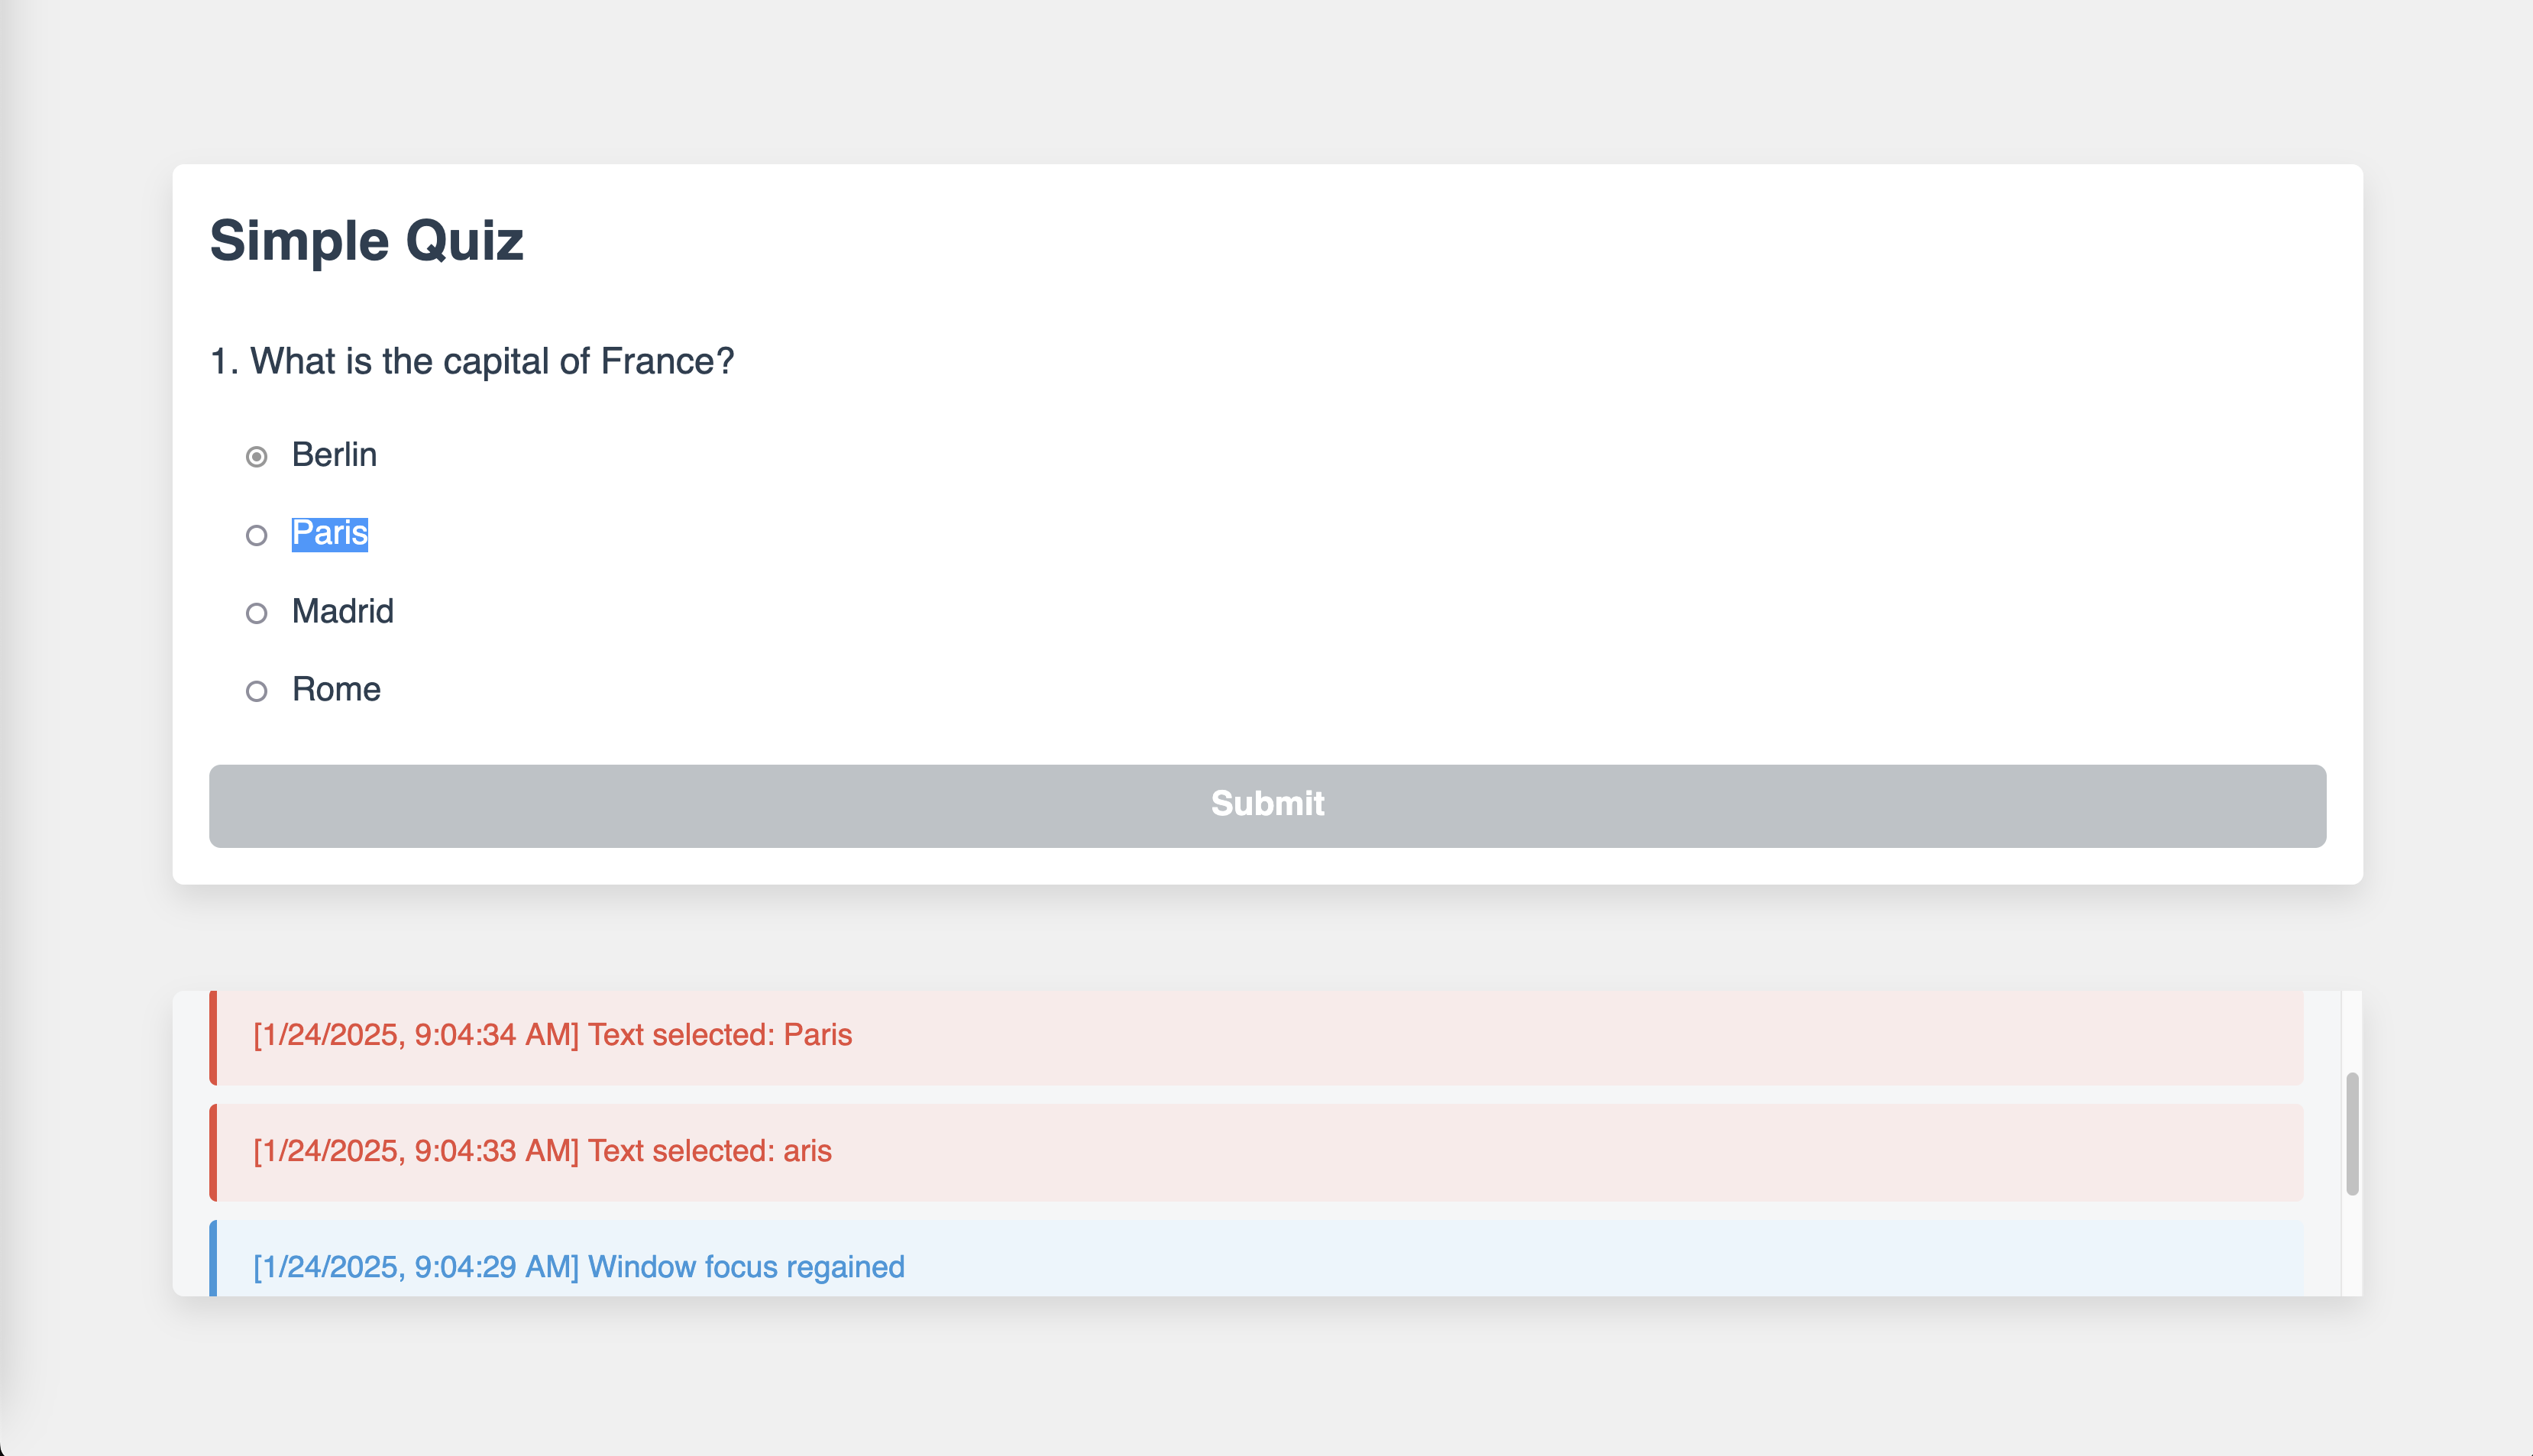 Simple Quiz
1. What is the capital of France?
Berlin
Paris
Madrid
Rome
Submit
[1/24/2025, 9:04:34 AM] Text selected: Paris
[1/24/2025, 9:04:33 AM] Text selected: aris
[1/24/2025, 9:04:29 AM] Window focus regained